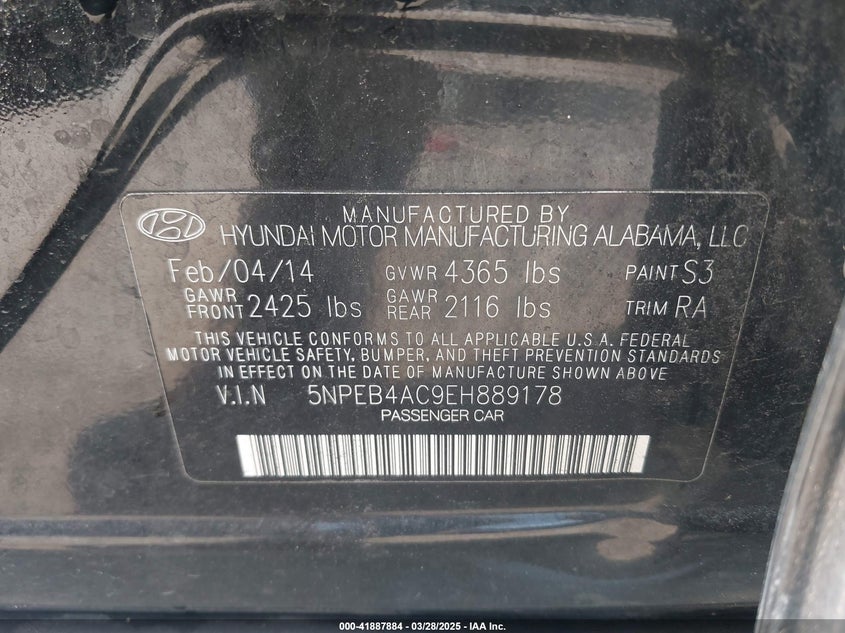 MANUFACTURED BY
HYUNDAI MOTOR MANUFACTURING ALABAMA, LLC
Feb/04/14 GVWR 4365 lbs PAINT S3
GAWR FRONT 2425 lbs GAWR REAR 2116 lbs TRIM RA
THIS VEHICLE CONFORMS TO ALL APPLICABLE U.S.A. FEDERAL
MOTOR VEHICLE SAFETY, BUMPER, AND THEFT PREVENTION STANDARDS
IN EFFECT ON THE DATE OF MANUFACTURE SHOWN ABOVE
V.I.N 5NPEB4AC9EH889178
PASSENGER CAR
000-41887884 / 03/28/2025 - IAA Inc.